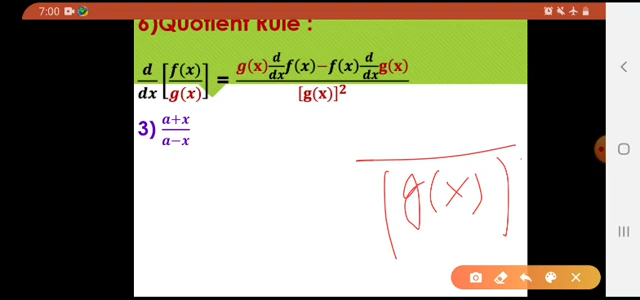 7:00
6)Quotient Rule :
d/dx [f(x)/g(x)] = (g(x) d/dx f(x) − f(x) d/dx g(x)) / [g(x)]²
3) (a+x)/(a−x)
[g(x)]